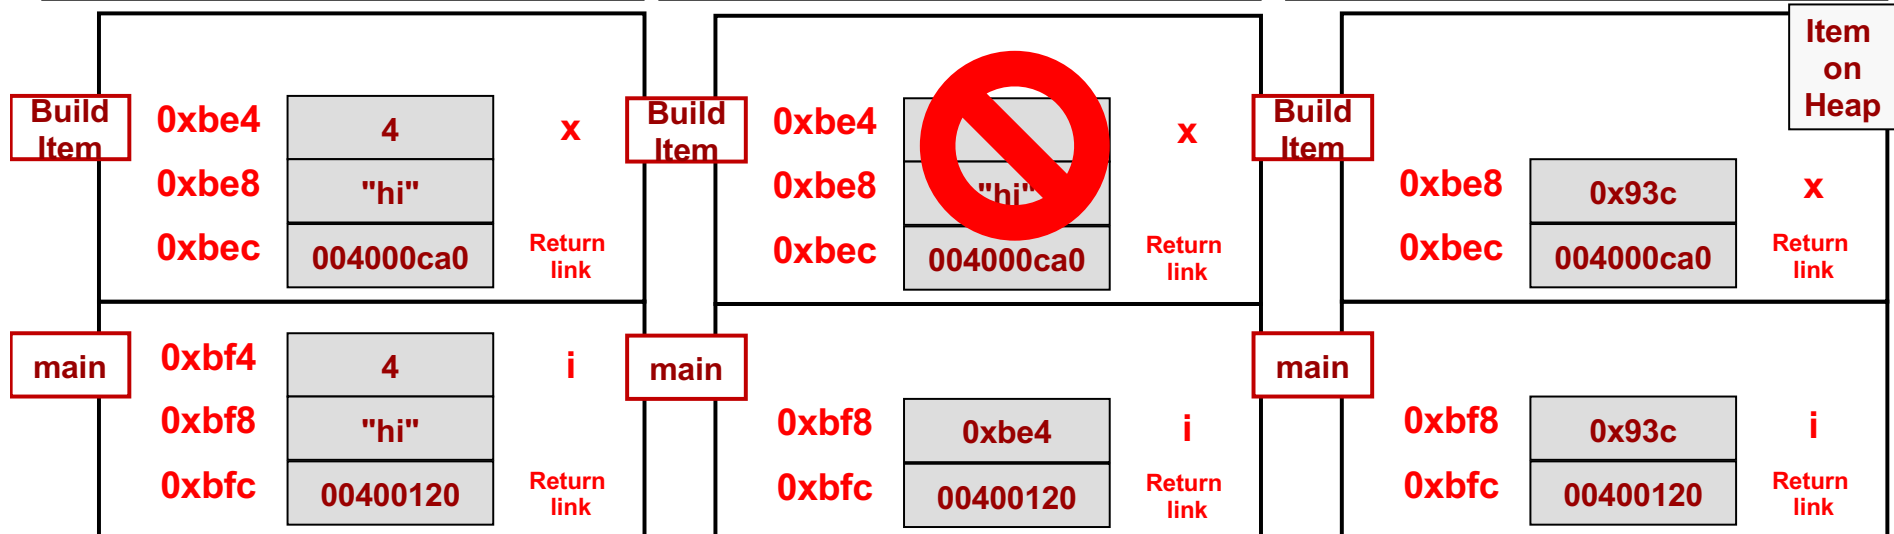 Build
Item
0xbe4
4
x
0xbe8
"hi"
0xbec
004000ca0
Return
link
main
0xbf4
4
i
0xbf8
"hi"
0xbfc
00400120
Return
link
Build
Item
0xbe4
x
0xbe8
"hi"
0xbec
004000ca0
Return
link
main
0xbf8
0xbe4
i
0xbfc
00400120
Return
link
Item
on
Heap
Build
Item
0xbe8
0x93c
x
0xbec
004000ca0
Return
link
main
0xbf8
0x93c
i
0xbfc
00400120
Return
link